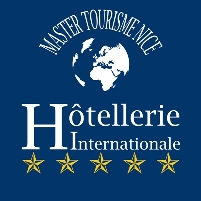 MASTER TOURISME NICE
Hôtellerie
Internationale